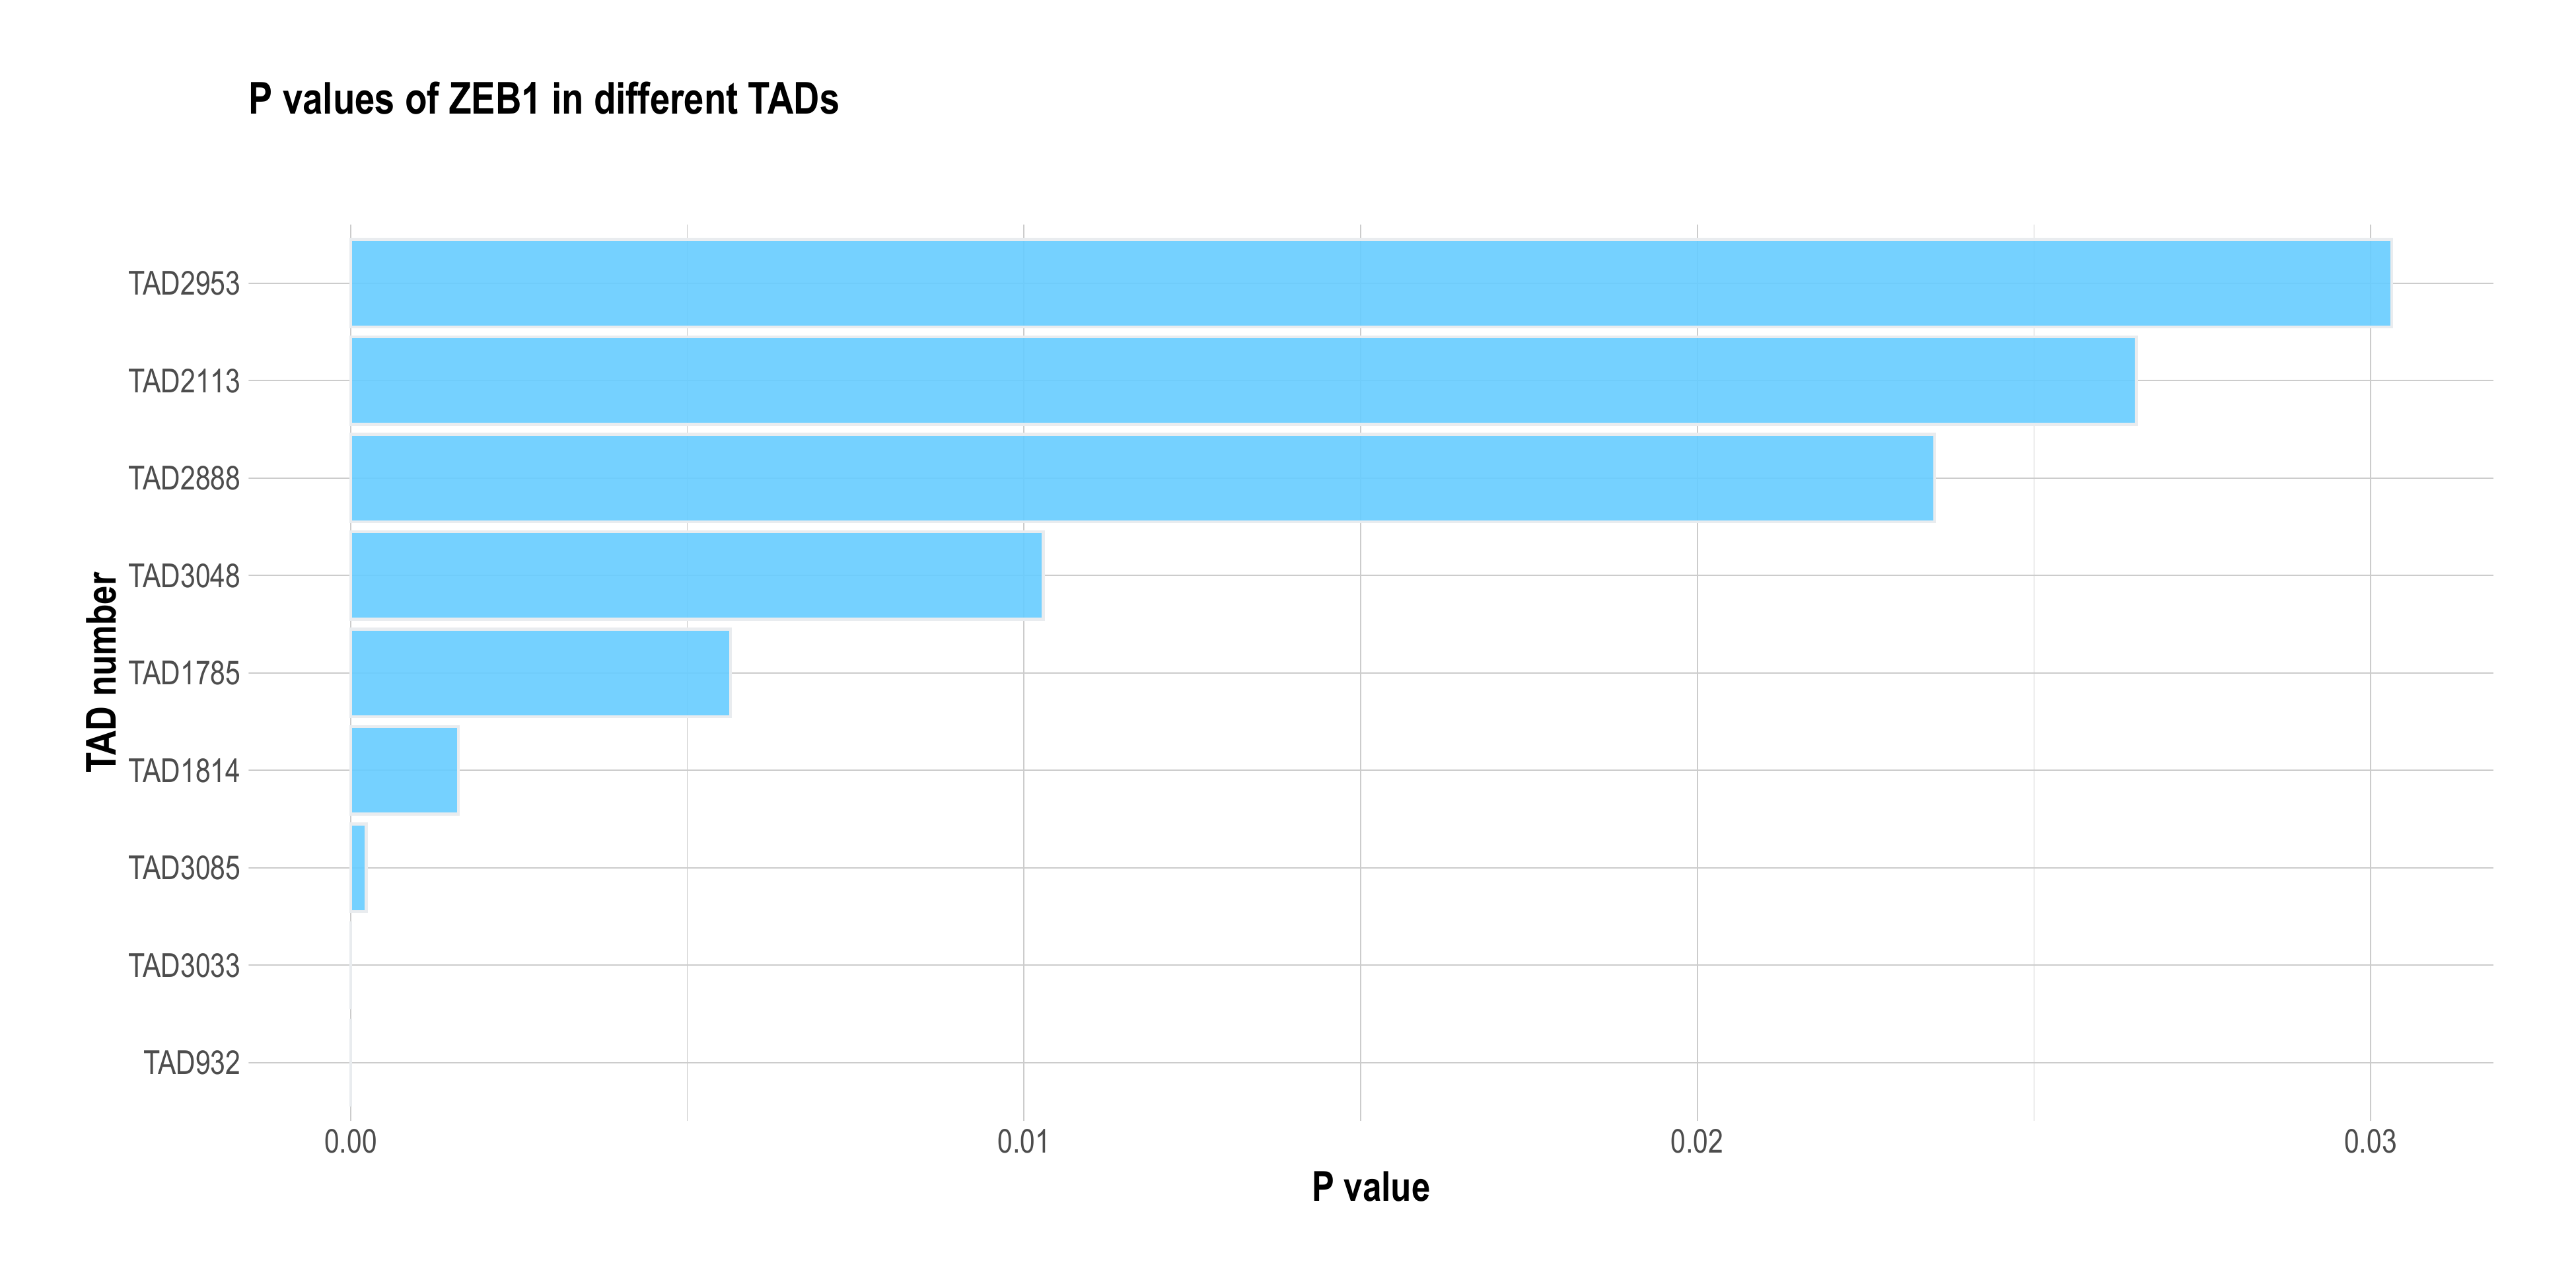 P values of ZEB1 in different TADs
TAD number
TAD2953
TAD2113
TAD2888
TAD3048
TAD1785
TAD1814
TAD3085
TAD3033
TAD932
0.00
0.01
0.02
0.03
P value